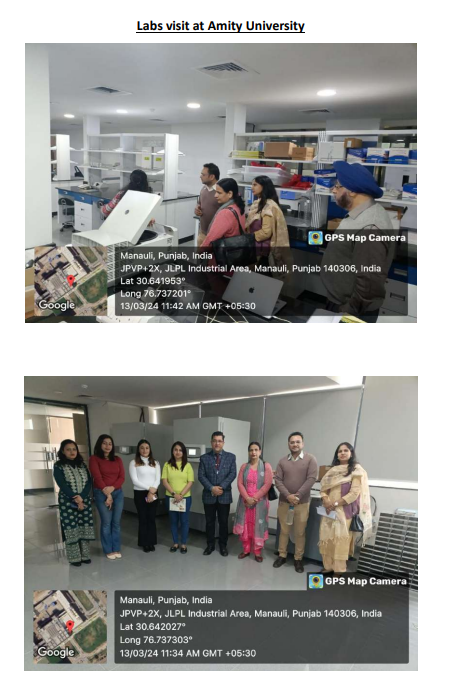 Labs visit at Amity University
GPS Map Camera
Manauli, Punjab, India
JPVP+2X, JLPL Industrial Area, Manauli, Punjab 140306, India
Lat 30.641953°
Long 76.737201°
13/03/24 11:42 AM GMT +05:30
Google
GPS Map Camera
Manauli, Punjab, India
JPVP+2X, JLPL Industrial Area, Manauli, Punjab 140306, India
Lat 30.642027°
Long 76.737303°
13/03/24 11:34 AM GMT +05:30
Google